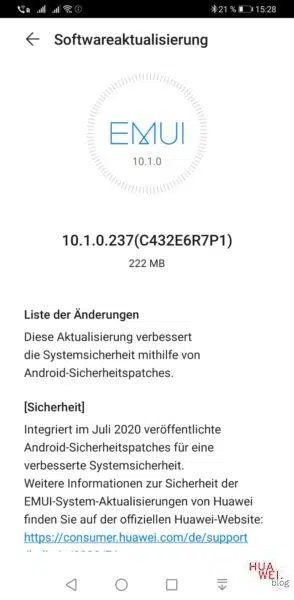 21 % 15:28
Softwareaktualisierung
EMUI
10.1.0
10.1.0.237(C432E6R7P1)
222 MB
Liste der Änderungen
Diese Aktualisierung verbessert
die Systemsicherheit mithilfe von
Android-Sicherheitspatches.
[Sicherheit]
Integriert im Juli 2020 veröffentlichte
Android-Sicherheitspatches für eine
verbesserte Systemsicherheit.
Weitere Informationen zur Sicherheit der
EMUI-System-Aktualisierungen von Huawei
finden Sie auf der offiziellen Huawei-Website:
https://consumer.huawei.com/de/support
HUA
WEI.
blog